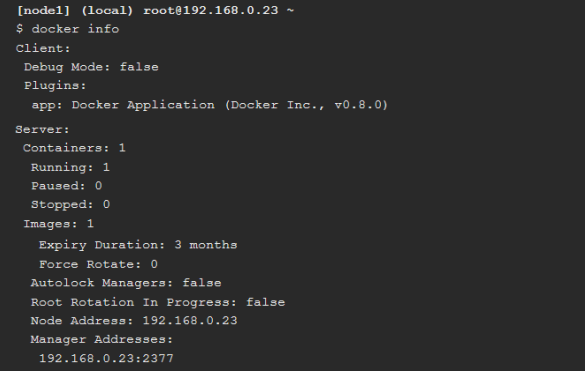 [node1] (local) root@192.168.0.23 ~
$ docker info
Client:
 Debug Mode: false
 Plugins:
  app: Docker Application (Docker Inc., v0.8.0)
Server:
 Containers: 1
  Running: 1
  Paused: 0
  Stopped: 0
 Images: 1
   Expiry Duration: 3 months
   Force Rotate: 0
  Autolock Managers: false
  Root Rotation In Progress: false
  Node Address: 192.168.0.23
  Manager Addresses:
   192.168.0.23:2377